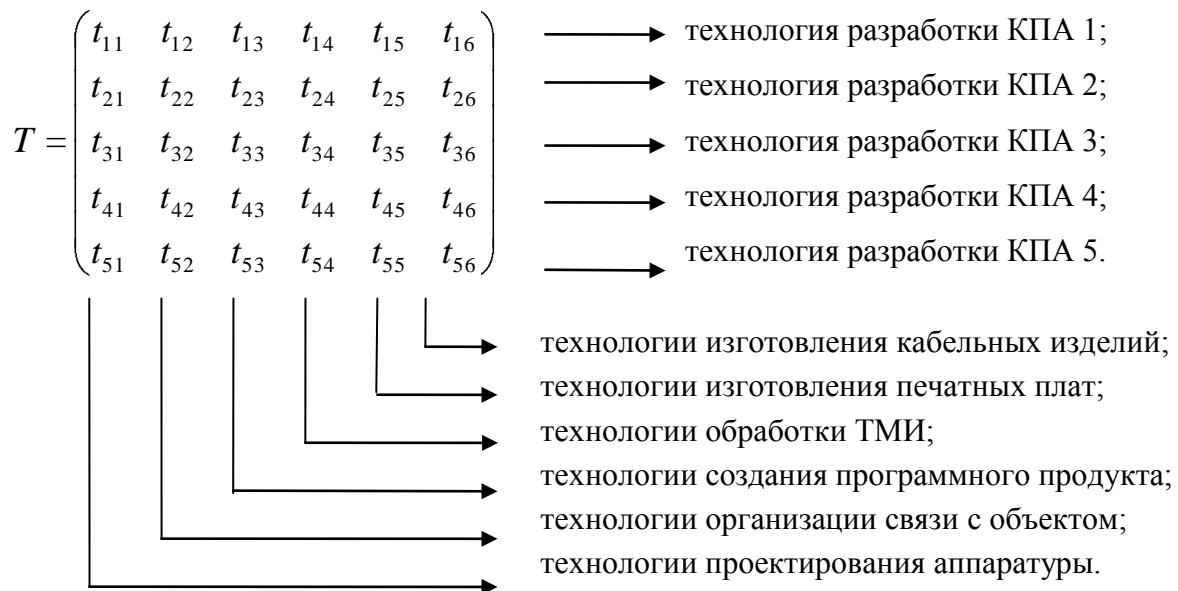 t₁₁ t₁₂ t₁₃ t₁₄ t₁₅ t₁₆ технология разработки КПА 1;
t₂₁ t₂₂ t₂₃ t₂₄ t₂₅ t₂₆ технология разработки КПА 2;
T = t₃₁ t₃₂ t₃₃ t₃₄ t₃₅ t₃₆ технология разработки КПА 3;
t₄₁ t₄₂ t₄₃ t₄₄ t₄₅ t₄₆ технология разработки КПА 4;
t₅₁ t₅₂ t₅₃ t₅₄ t₅₅ t₅₆ технология разработки КПА 5.
технологии изготовления кабельных изделий;
технологии изготовления печатных плат;
технологии обработки ТМИ;
технологии создания программного продукта;
технологии организации связи с объектом;
технологии проектирования аппаратуры.